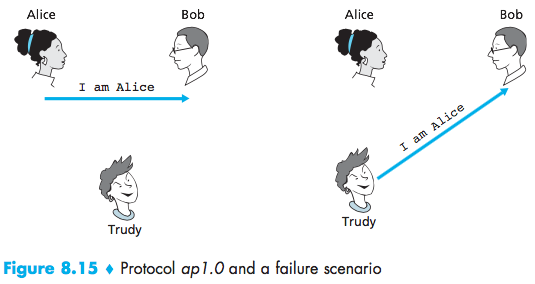 Alice
Bob
I am Alice
Trudy
Alice
Bob
I am Alice
Trudy
Figure 8.15 ♦ Protocol ap1.0 and a failure scenario